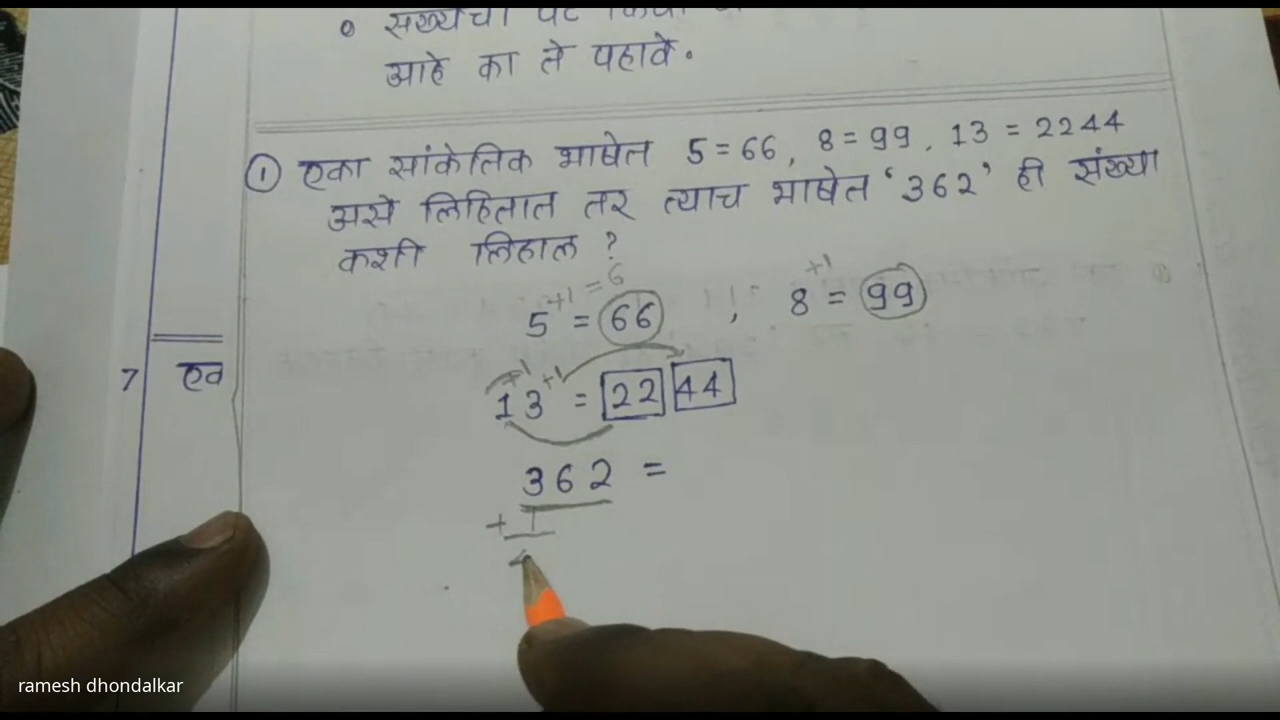 संख्येचा
आहे का ते पहावे.
① एका सांकेतिक भाषेत 5 = 66, 8 = 99, 13 = 2244
असे लिहितात तर त्याच भाषेत '362' ही संख्या
कशी लिहाल ?
+1 = 6 +1
5 = 66 , 8 = 99
+1 +1
13 = 22 44
7 एव
362 =
+ 1
ramesh dhondalkar